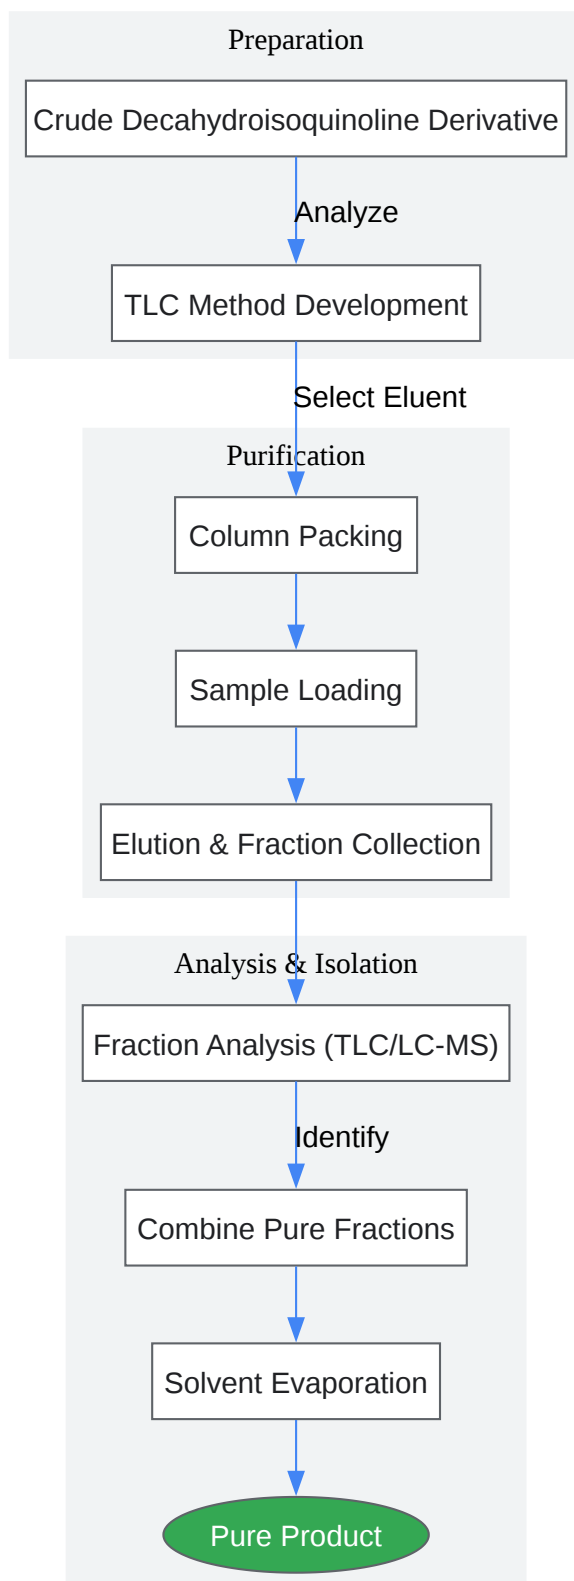 Preparation
Crude Decahydroisoquinoline Derivative
Analyze
TLC Method Development
Select Eluent
Purification
Column Packing
Sample Loading
Elution & Fraction Collection
Analysis & Isolation
Fraction Analysis (TLC/LC-MS)
Identify
Combine Pure Fractions
Solvent Evaporation
Pure Product